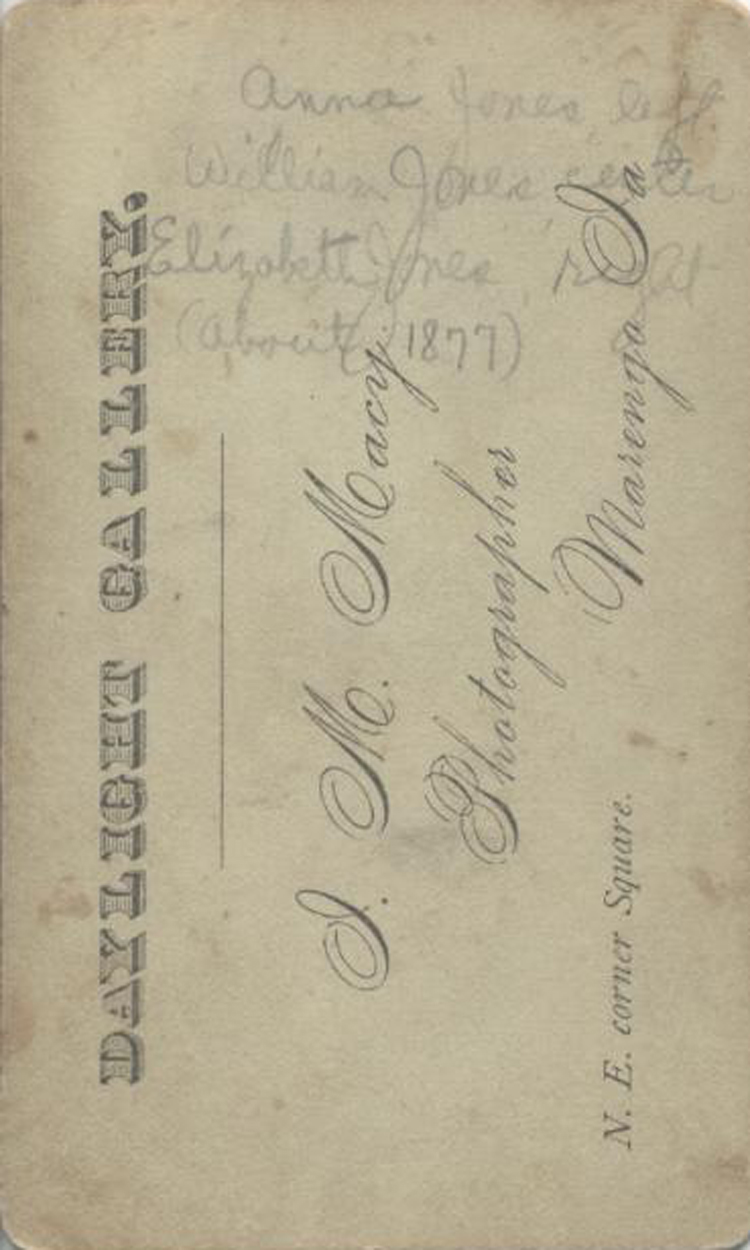 Anna Jones, left
William Jones center
Elizabeth Jones, right
(about 1877)
DAYLIGHT GALLERY.
I. M. Macy.
Photographer
N. E. corner Square. Marengo Ia